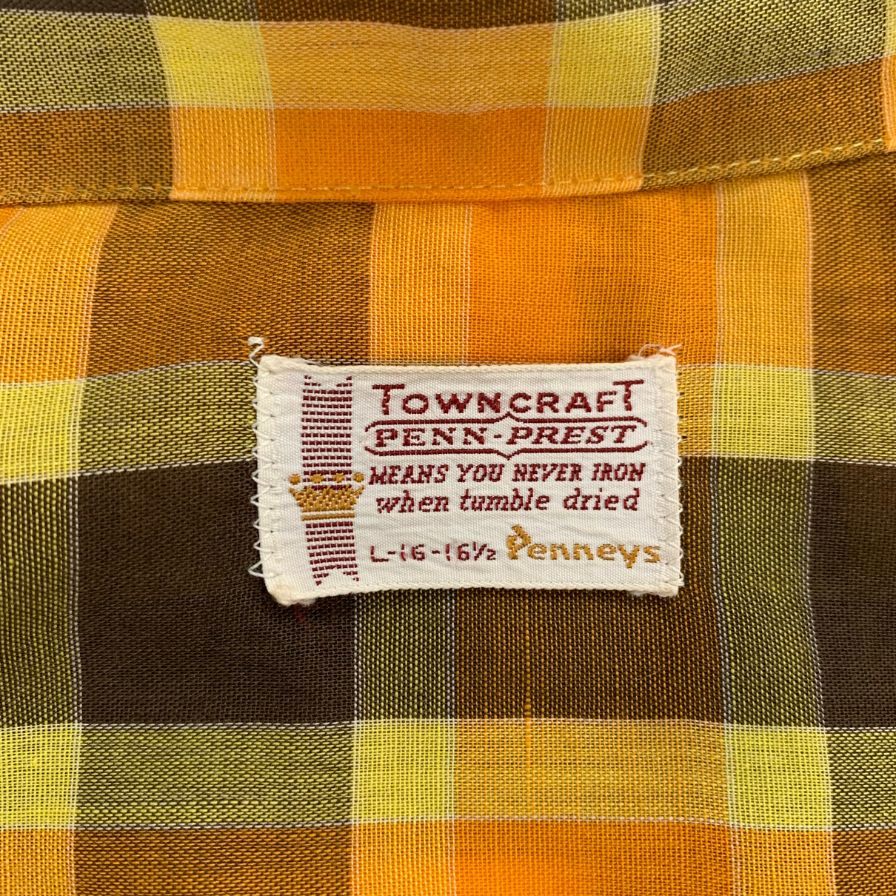 TOWNCRAFT
PENN-PREST
MEANS YOU NEVER IRON
when tumble dried
L-16-16½ Penneys